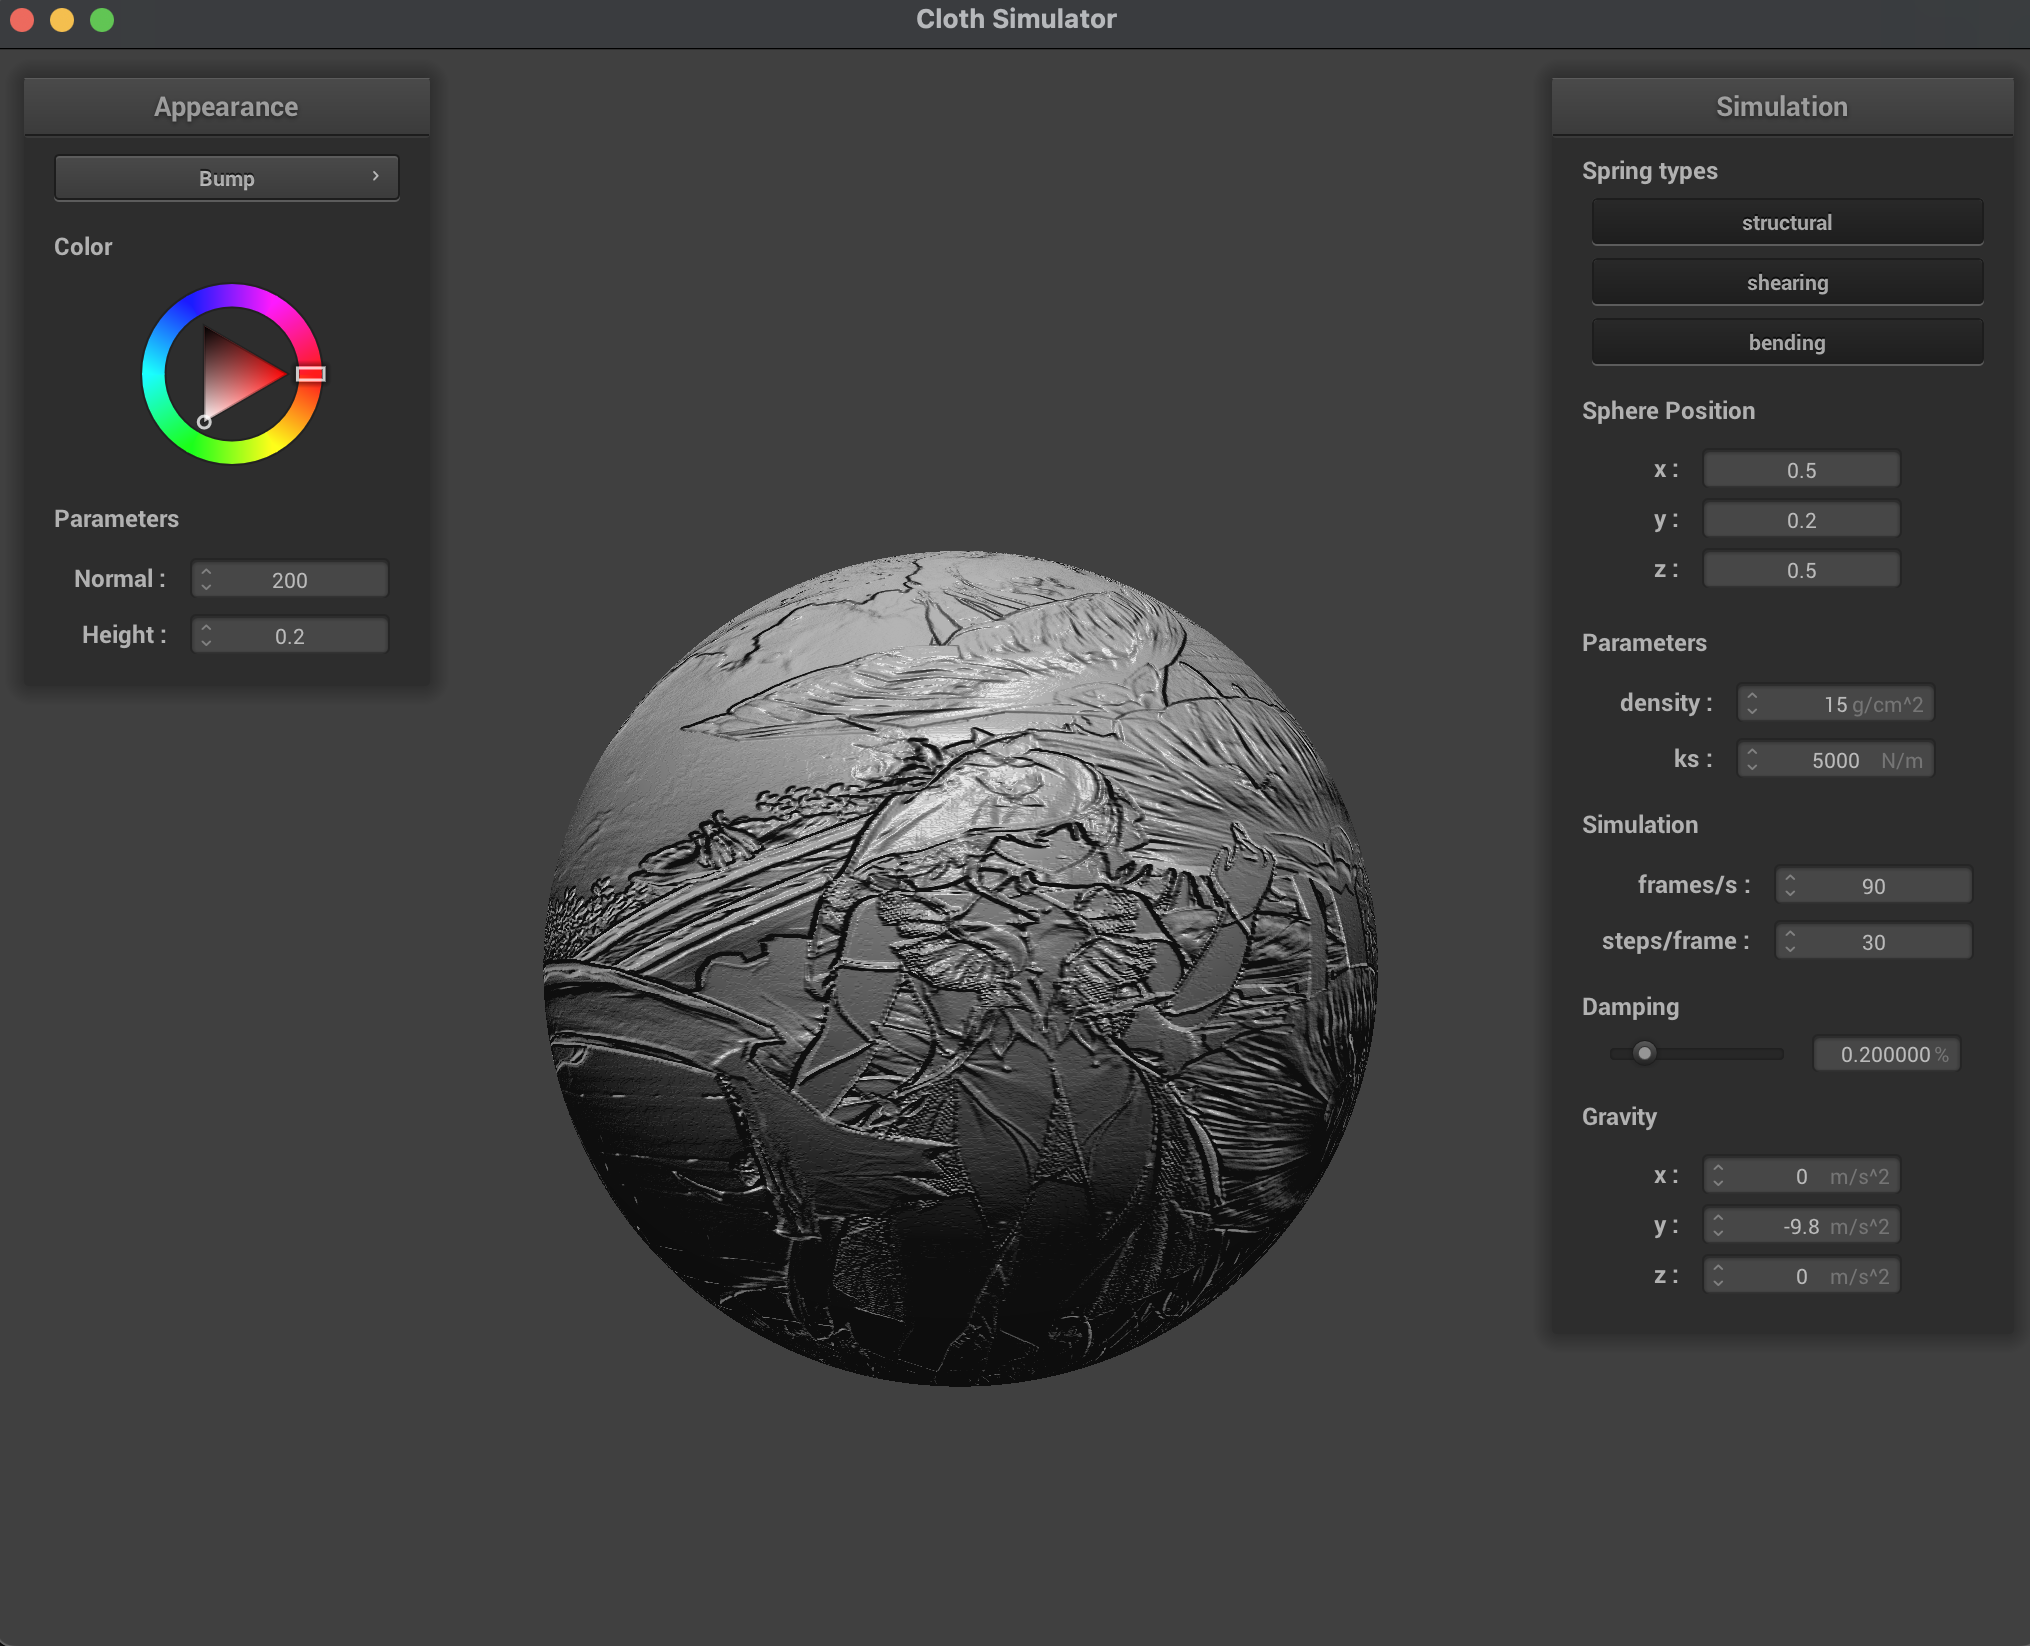 Cloth Simulator
Appearance
Bump
Color
Parameters
Normal : 200
Height : 0.2
Simulation
Spring types
structural
shearing
bending
Sphere Position
x : 0.5
y : 0.2
z : 0.5
Parameters
density : 15 g/cm^2
ks : 5000 N/m
Simulation
frames/s : 90
steps/frame : 30
Damping
0.200000 %
Gravity
x : 0 m/s^2
y : -9.8 m/s^2
z : 0 m/s^2